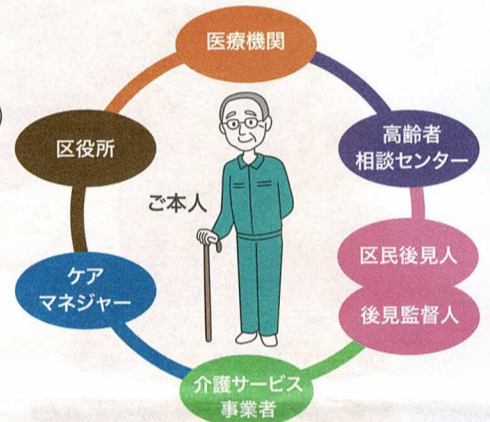 医療機関
高齢者
相談センター
区民後見人
後見監督人
介護サービス
事業者
ケア
マネジャー
区役所
ご本人